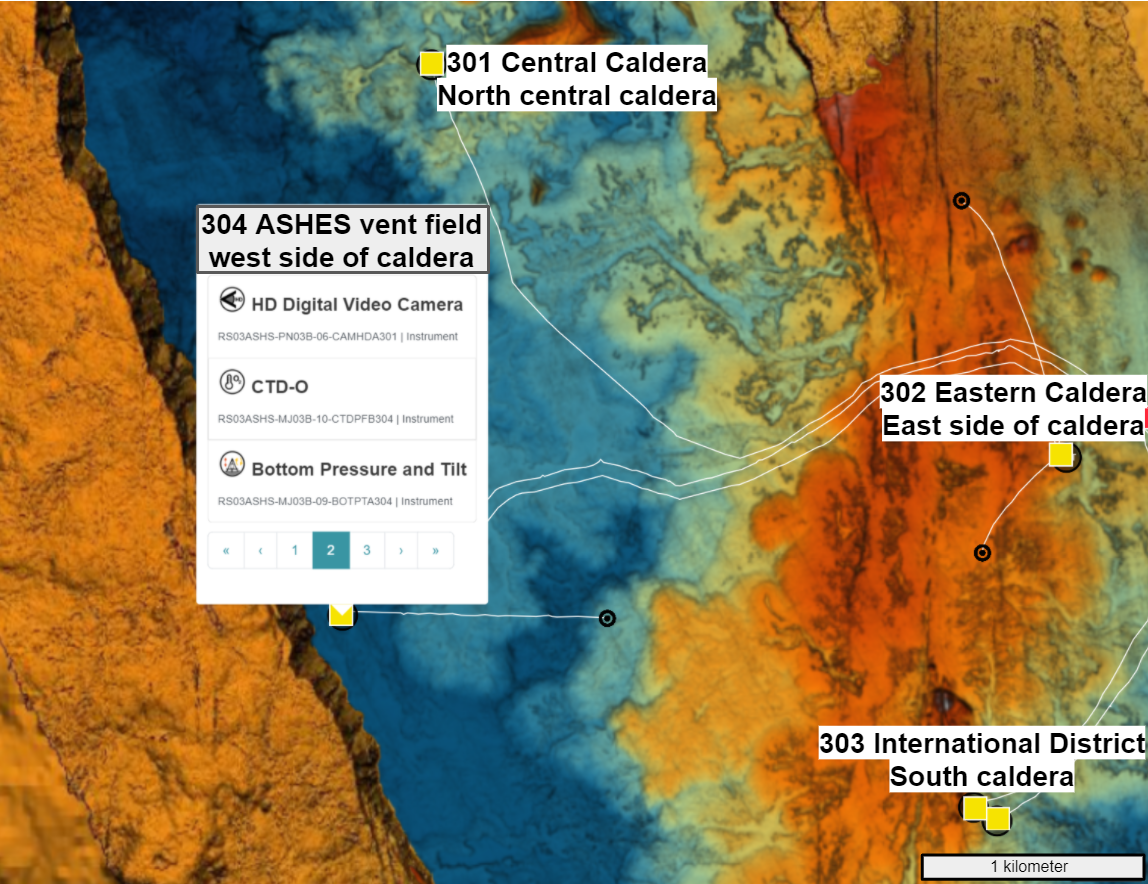 301 Central Caldera
North central caldera
304 ASHES vent field
west side of caldera
HD Digital Video Camera
RS03ASHS-PN03B-06-CAMHDA301 | Instrument
CTD-O
RS03ASHS-MJ03B-10-CTDPFB304 | Instrument
Bottom Pressure and Tilt
RS03ASHS-MJ03B-09-BOTPTA304 | Instrument
« ‹ 1 2 3 › »
302 Eastern Caldera
East side of caldera
303 International District
South caldera
1 kilometer